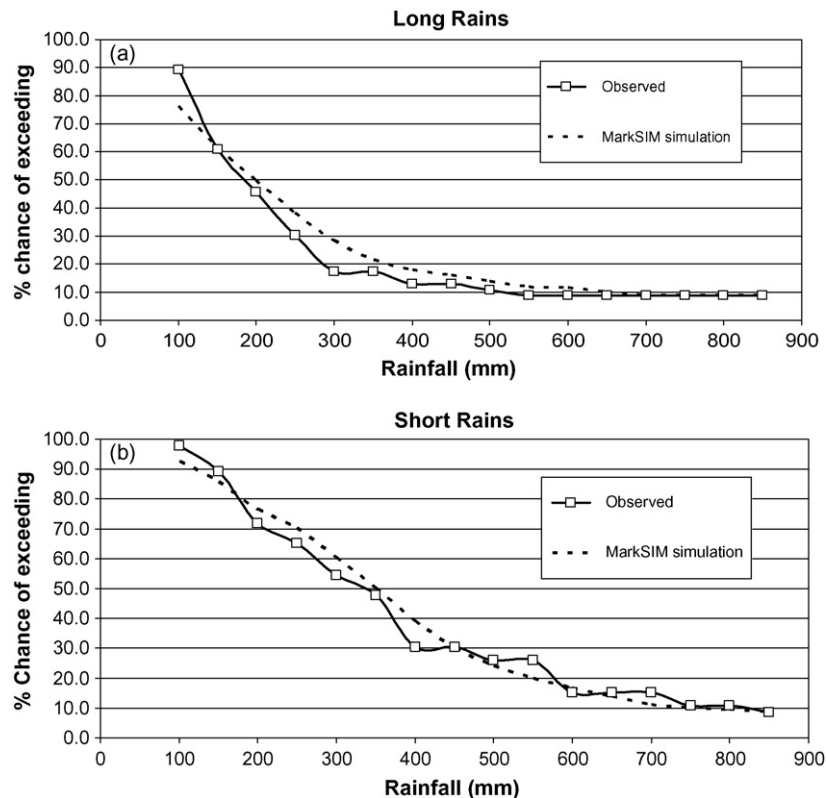 Long Rains
(a)
100.0
90.0
80.0
70.0
60.0
50.0
40.0
30.0
20.0
10.0
0.0
% chance of exceeding
Observed
MarkSIM simulation
0 100 200 300 400 500 600 700 800 900
Rainfall (mm)
Short Rains
(b)
100.0
90.0
80.0
70.0
60.0
50.0
40.0
30.0
20.0
10.0
0.0
% Chance of exceeding
Observed
MarkSIM simulation
0 100 200 300 400 500 600 700 800 900
Rainfall (mm)